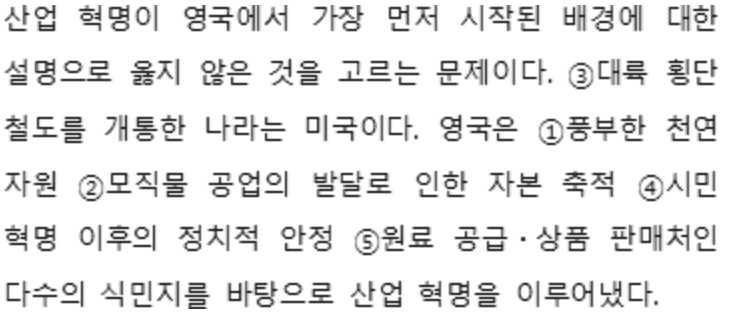 산업 혁명이 영국에서 가장 먼저 시작된 배경에 대한
설명으로 옳지 않은 것을 고르는 문제이다. ③대륙 횡단
철도를 개통한 나라는 미국이다. 영국은 ①풍부한 천연
자원 ②모직물 공업의 발달로 인한 자본 축적 ④시민
혁명 이후의 정치적 안정 ⑤원료 공급·상품 판매처인
다수의 식민지를 바탕으로 산업 혁명을 이루어냈다.